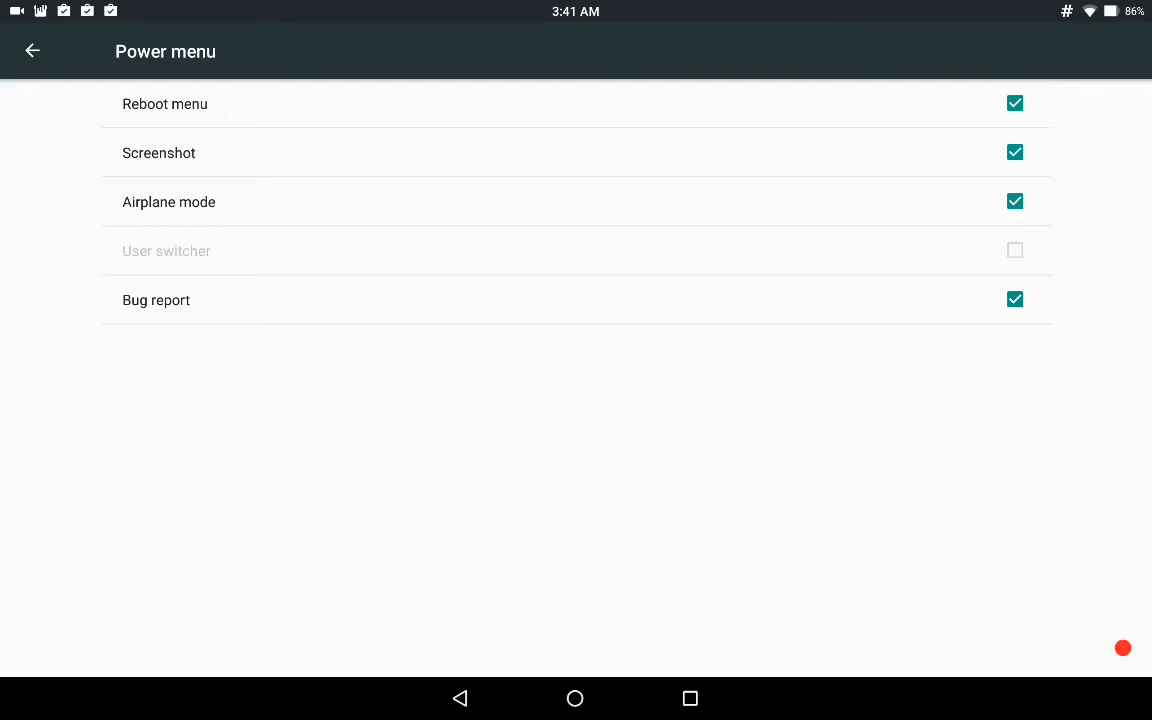 3:41 AM
86%
Power menu
Reboot menu
Screenshot
Airplane mode
User switcher
Bug report